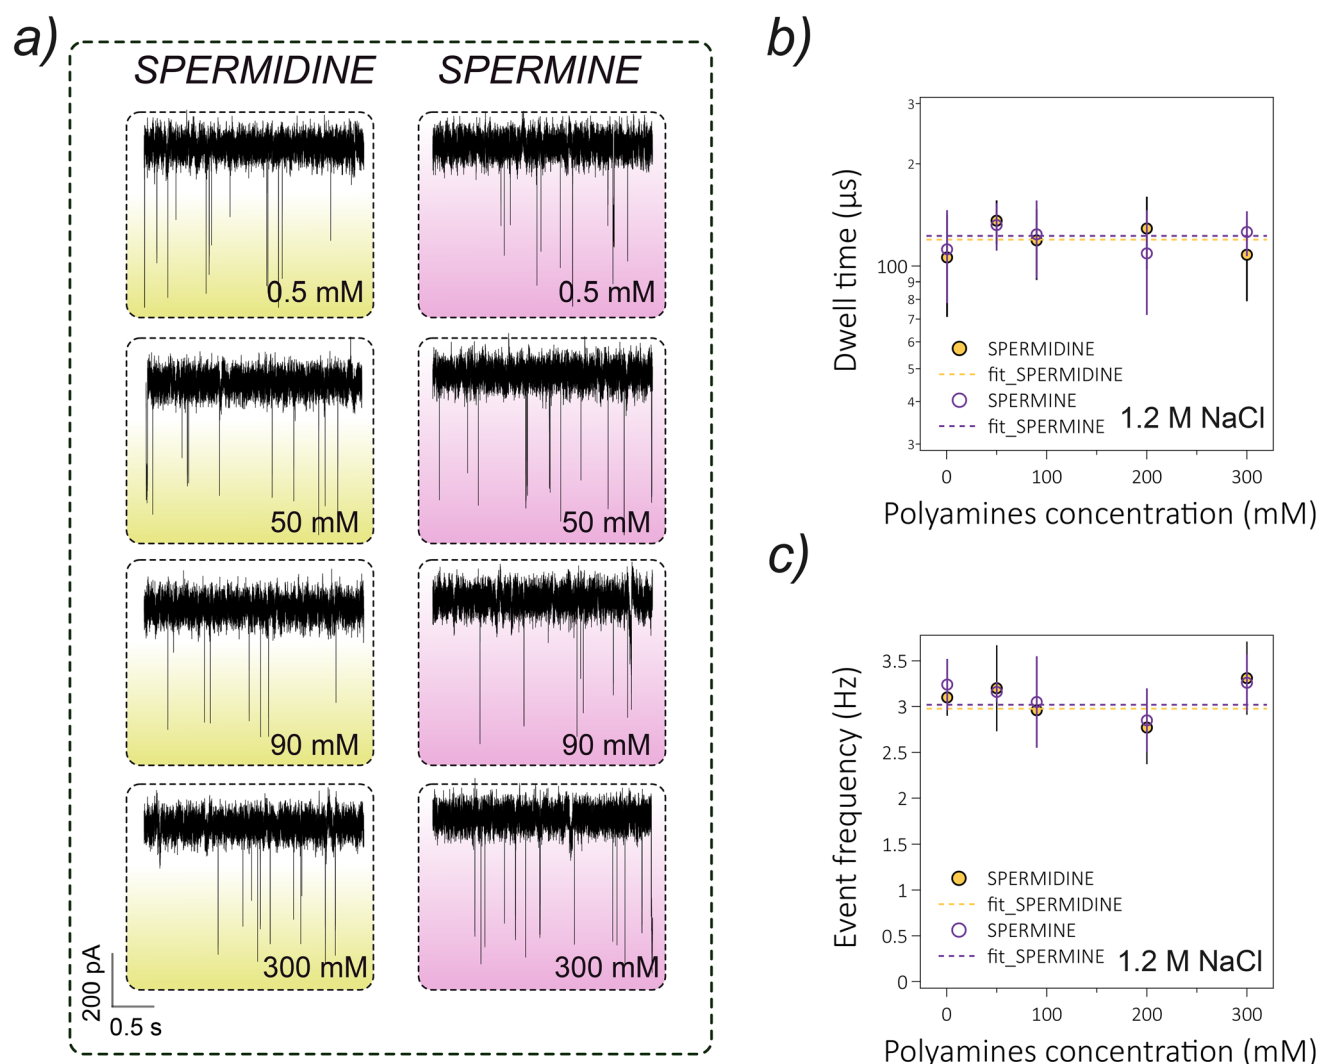 a)
SPERMIDINE SPERMINE
0.5 mM 0.5 mM
50 mM 50 mM
90 mM 90 mM
300 mM 300 mM
200 pA
0.5 s
b)
Dwell time (µs)
3
2
100
9
8
7
6
5
4
3
SPERMIDINE
fit_SPERMIDINE
SPERMINE
fit_SPERMINE
1.2 M NaCl
0 100 200 300
Polyamines concentration (mM)
c)
Event frequency (Hz)
3.5
3
2.5
2
1.5
1
0.5
0
SPERMIDINE
fit_SPERMIDINE
SPERMINE
fit_SPERMINE
1.2 M NaCl
0 100 200 300
Polyamines concentration (mM)